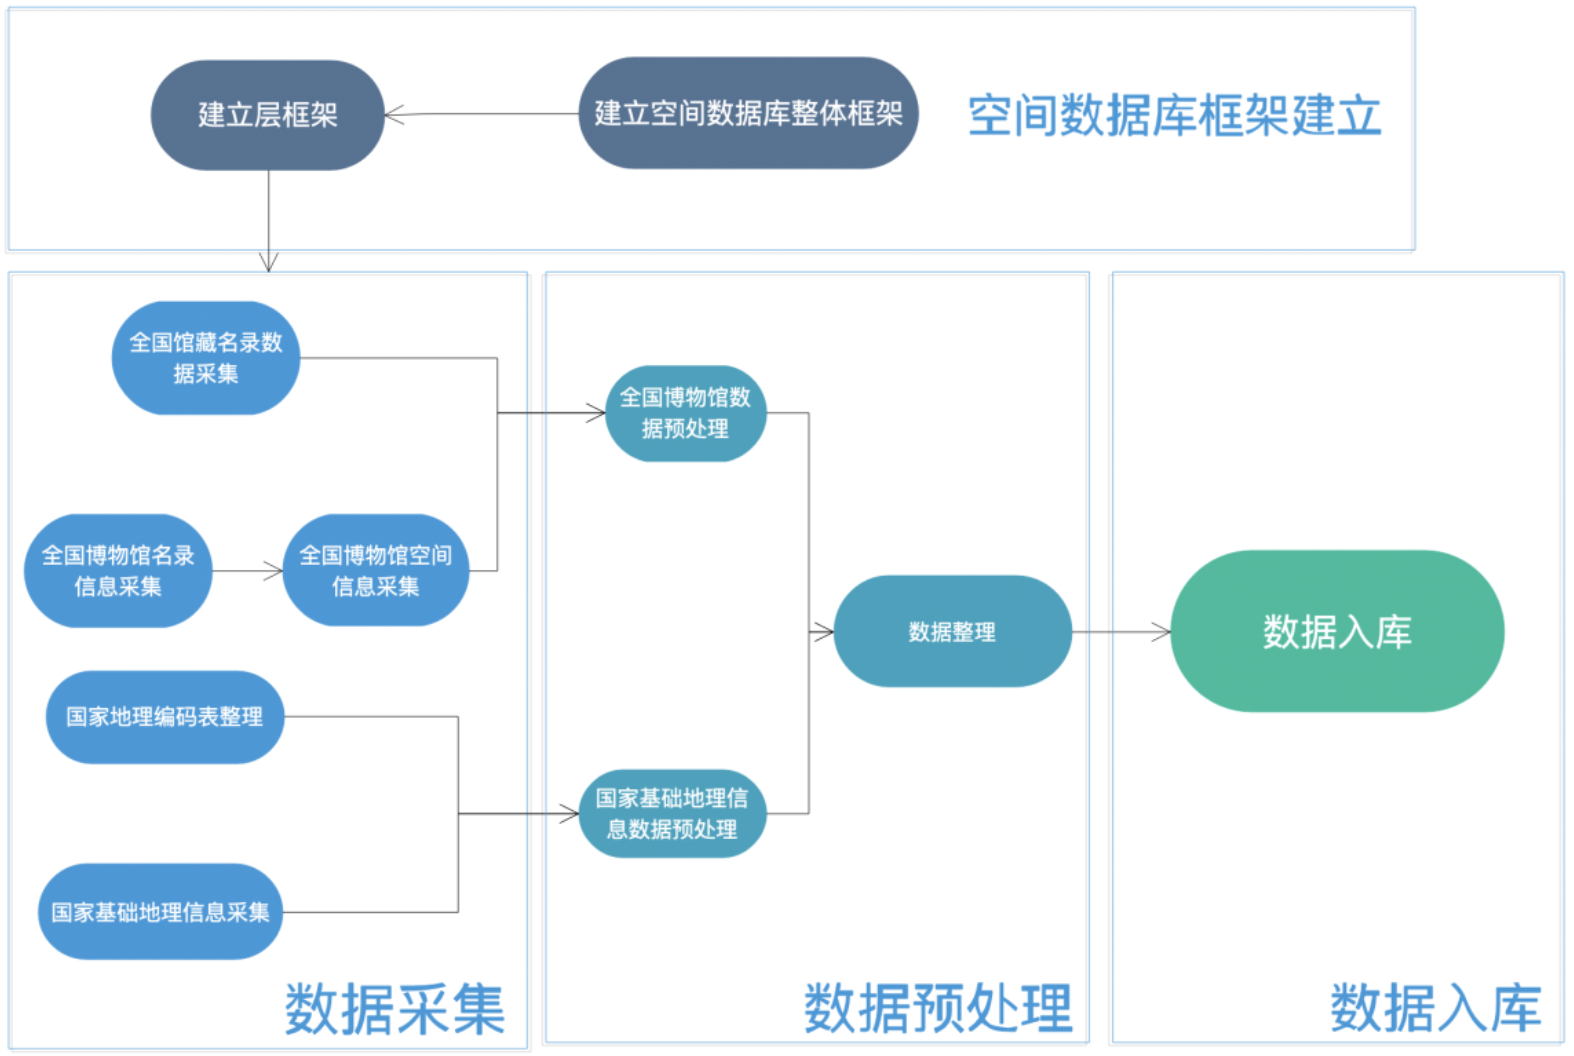 建立层框架
建立空间数据库整体框架
空间数据库框架建立
全国馆藏名录数
据采集
全国博物馆名录
信息采集
全国博物馆空间
信息采集
国家地理编码表整理
国家基础地理信息采集
数据采集
全国博物馆数
据预处理
国家基础地理信
息数据预处理
数据整理
数据预处理
数据入库
数据入库